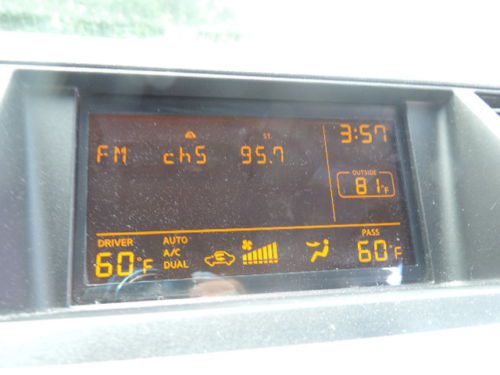 ST
3:57
FM ch5 95.7
OUTSIDE
81°F
DRIVER AUTO PASS
A/C
60°F DUAL 60°F